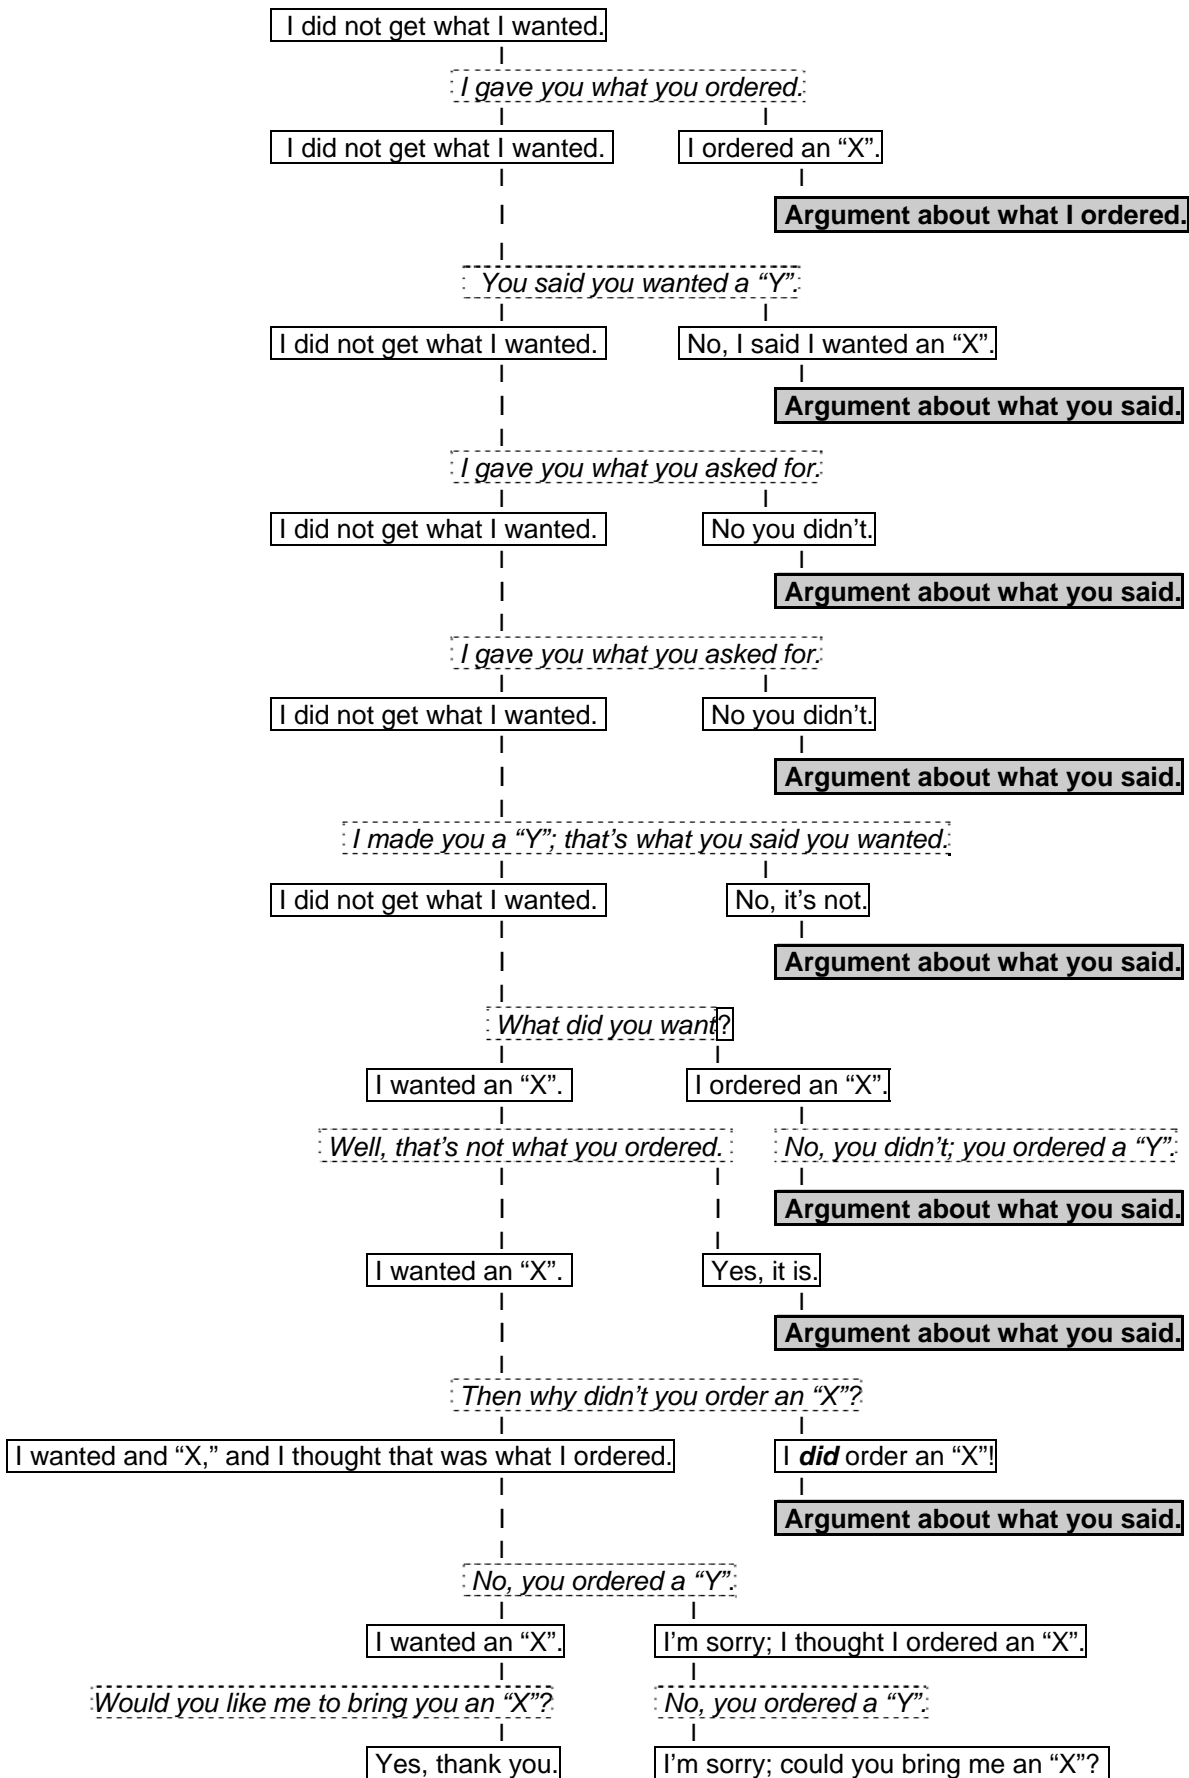 I did not get what I wanted.
I gave you what you ordered.
I did not get what I wanted. I ordered an “X”.
Argument about what I ordered.
You said you wanted a “Y”.
I did not get what I wanted. No, I said I wanted an “X”.
Argument about what you said.
I gave you what you asked for.
I did not get what I wanted. No you didn’t.
Argument about what you said.
I gave you what you asked for.
I did not get what I wanted. No you didn’t.
Argument about what you said.
I made you a “Y”; that’s what you said you wanted.
I did not get what I wanted. No, it’s not.
Argument about what you said.
What did you want?
I wanted an “X”. I ordered an “X”.
Well, that’s not what you ordered. No, you didn’t; you ordered a “Y”.
Argument about what you said.
I wanted an “X”. Yes, it is.
Argument about what you said.
Then why didn’t you order an “X”?
I wanted and “X,” and I thought that was what I ordered. I did order an “X”!
Argument about what you said.
No, you ordered a “Y”.
I wanted an “X”. I’m sorry; I thought I ordered an “X”.
Would you like me to bring you an “X”? No, you ordered a “Y”.
Yes, thank you. I’m sorry; could you bring me an “X”?